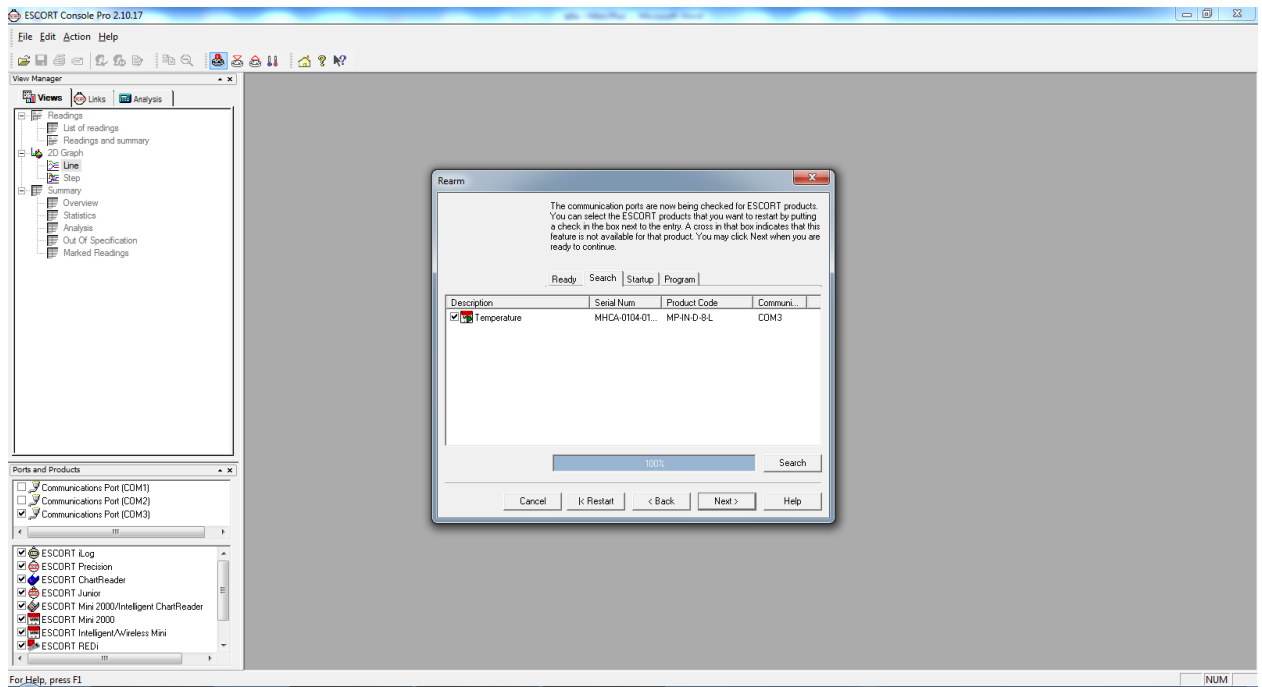 ESCORT Console Pro 2.10.17
File Edit Action Help
View Manager
Views Links Analysis
Readings
List of readings
Readings and summary
2D Graph
Line
Step
Summary
Overview
Statistics
Analysis
Out Of Specification
Marked Readings
Rearm
The communication ports are now being checked for ESCORT products.
You can select the ESCORT products that you want to restart by putting
a check in the box next to the entry. A cross in that box indicates that this
feature is not available for that product. You may click Next when you are
ready to continue.
Ready Search Startup Program
Description Serial Num Product Code Communi...
Temperature MHCA-0104-01... MP-IN-D-8-L COM3
100% Search
Cancel |< Restart < Back Next > Help
Ports and Products
Communications Port (COM1)
Communications Port (COM2)
Communications Port (COM3)
ESCORT iLog
ESCORT Precision
ESCORT ChartReader
ESCORT Junior
ESCORT Mini 2000/Intelligent ChartReader
ESCORT Mini 2000
ESCORT Intelligent/Wireless Mini
ESCORT REDi
For Help, press F1
NUM